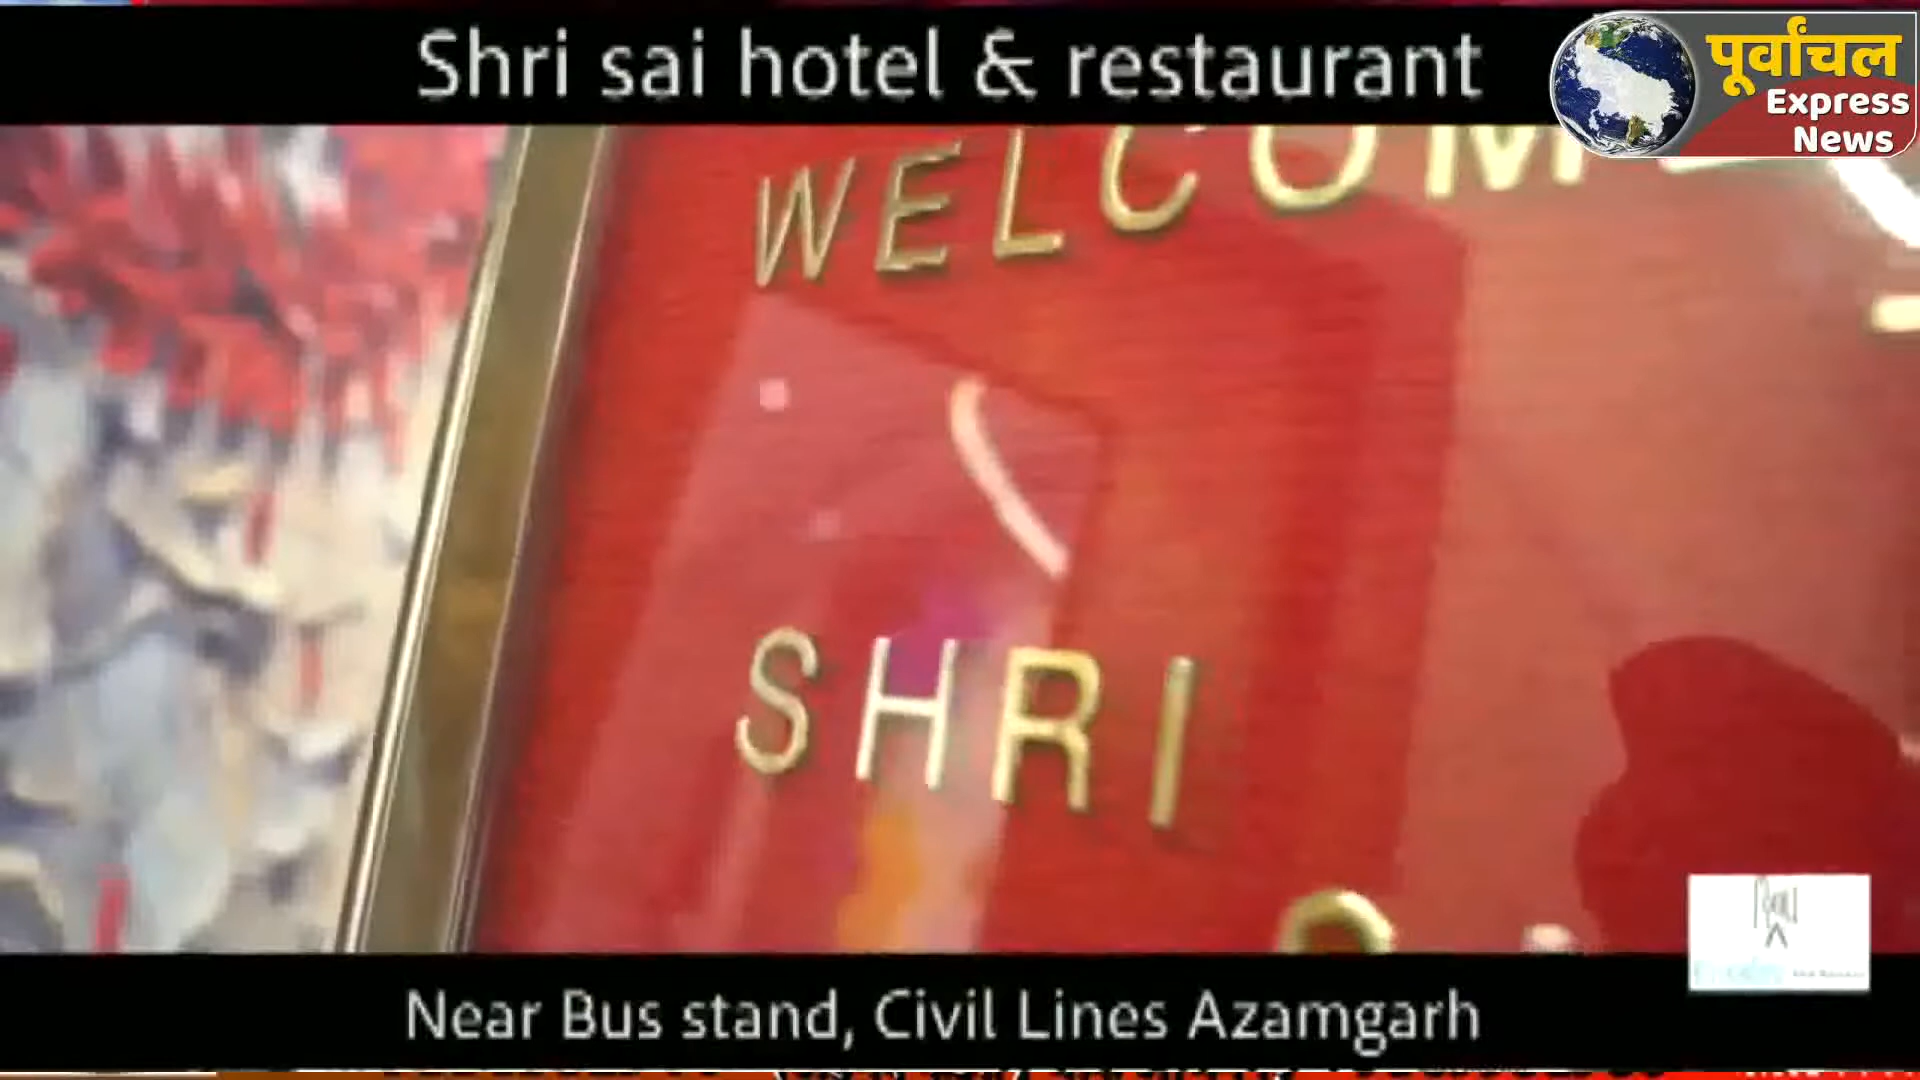 Shri sai hotel & restaurant
पूर्वांचल
Express
News
WELCOM
SHRI
Near Bus stand, Civil Lines Azamgarh